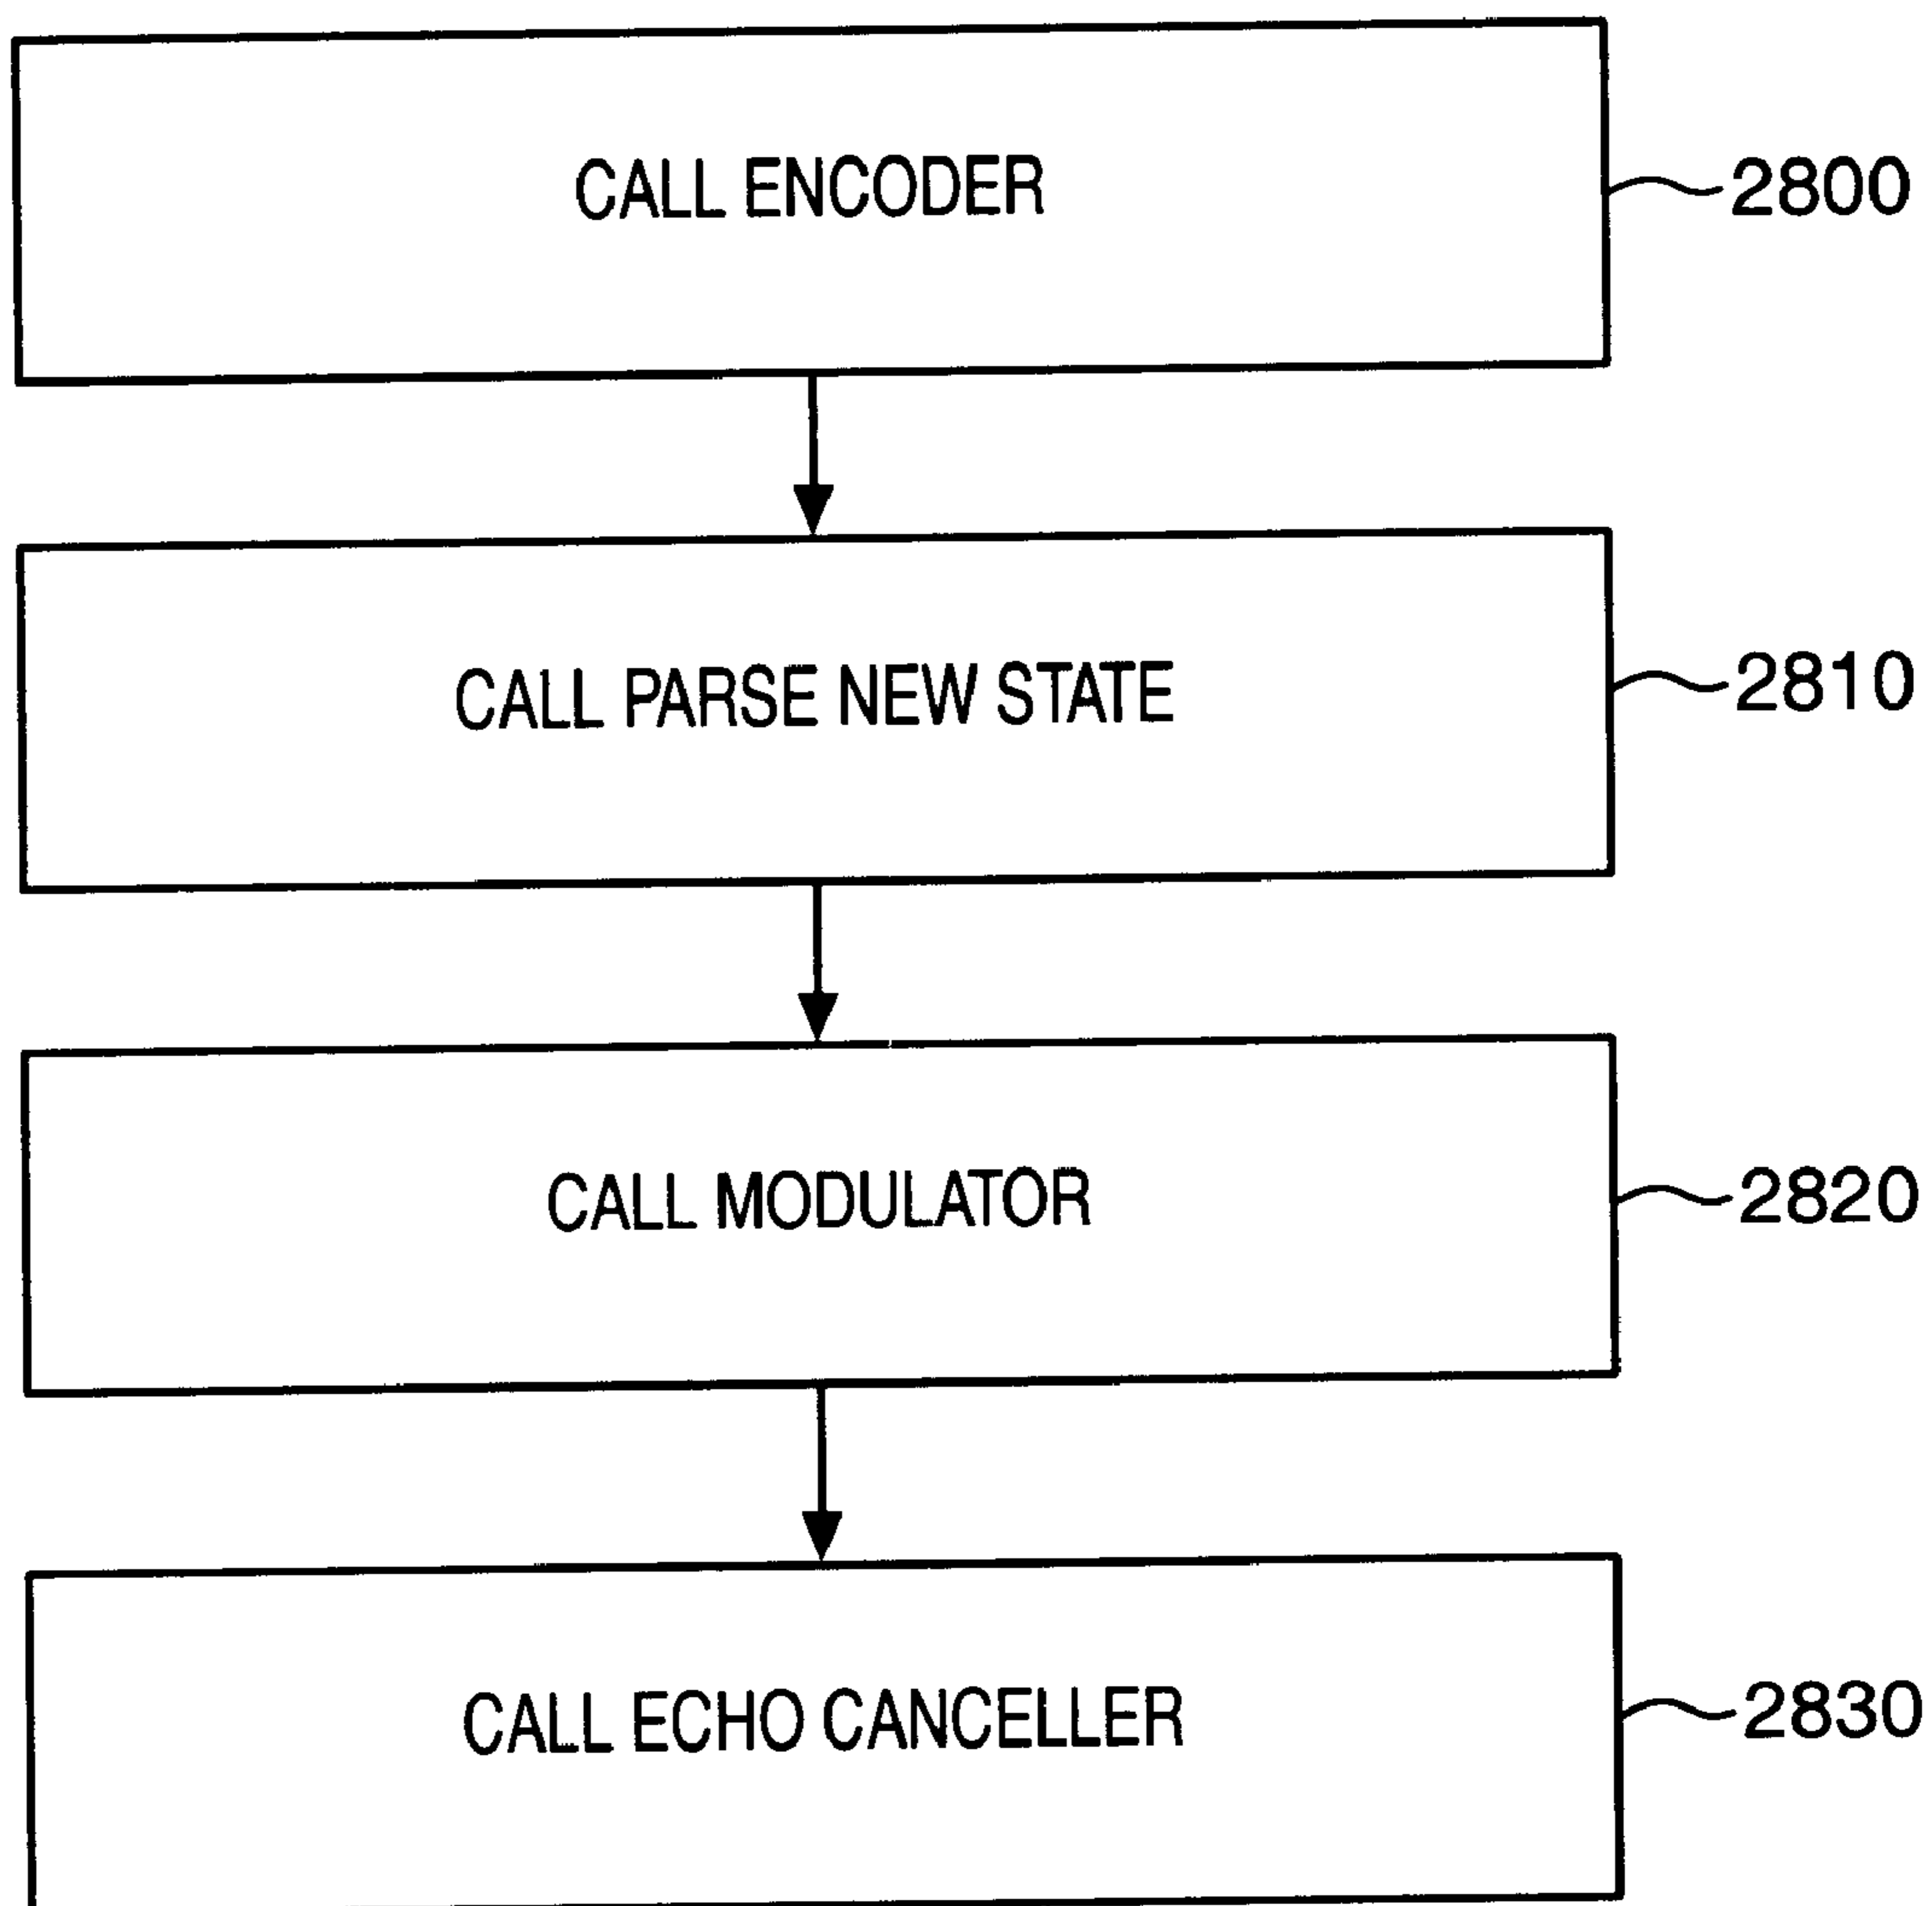 CALL ENCODER 2800
CALL PARSE NEW STATE 2810
CALL MODULATOR 2820
CALL ECHO CANCELLER 2830